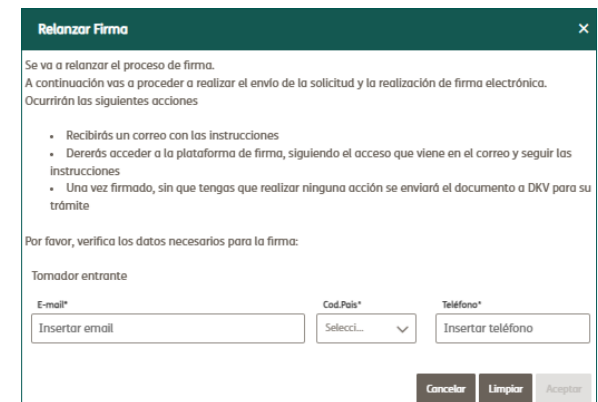 Relanzar Firma ×
Se va a relanzar el proceso de firma.
A continuación vas a proceder a realizar el envío de la solicitud y la realización de firma electrónica.
Ocurrirán las siguientes acciones
• Recibirás un correo con las instrucciones
• Dererás acceder a la plataforma de firma, siguiendo el acceso que viene en el correo y seguir las
instrucciones
• Una vez firmado, sin que tengas que realizar ninguna acción se enviará el documento a DKV para su
trámite
Por favor, verifica los datos necesarios para la firma:
Tomador entrante
E-mail* Cod.País* Teléfono*
Insertar email Selecci... Insertar teléfono
Cancelar Limpiar Aceptar